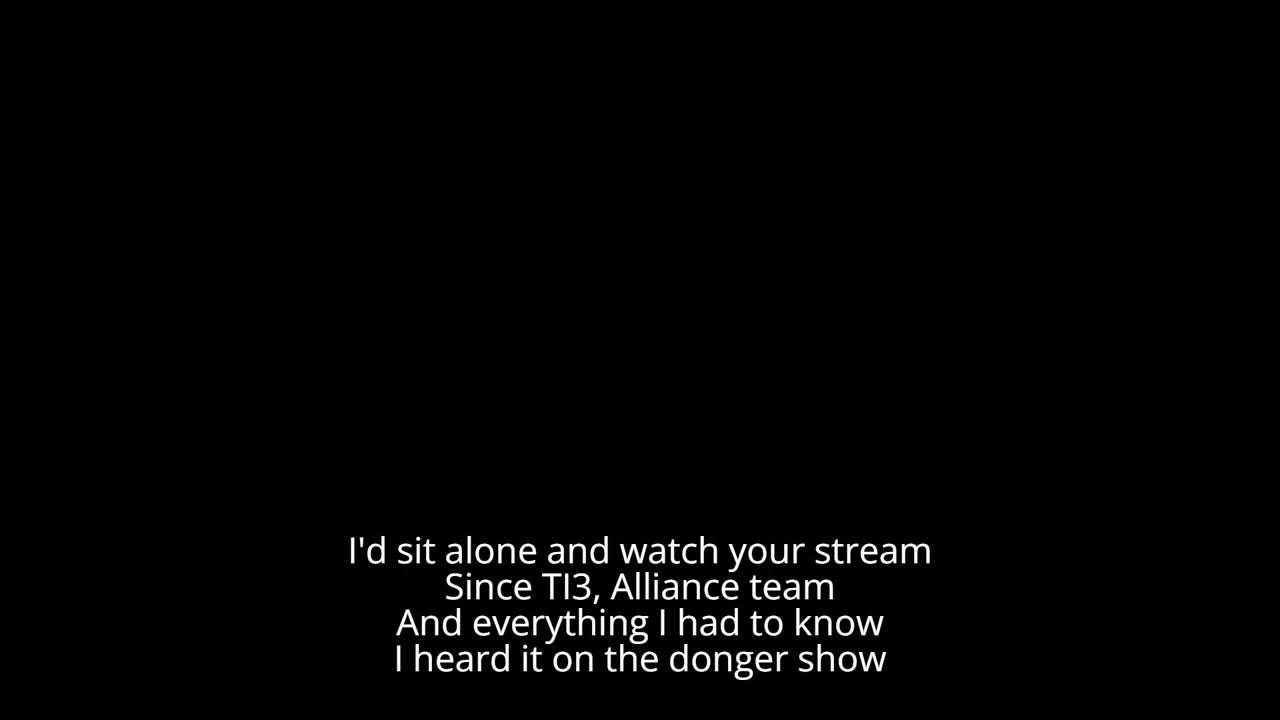 I'd sit alone and watch your stream
Since TI3, Alliance team
And everything I had to know
I heard it on the donger show